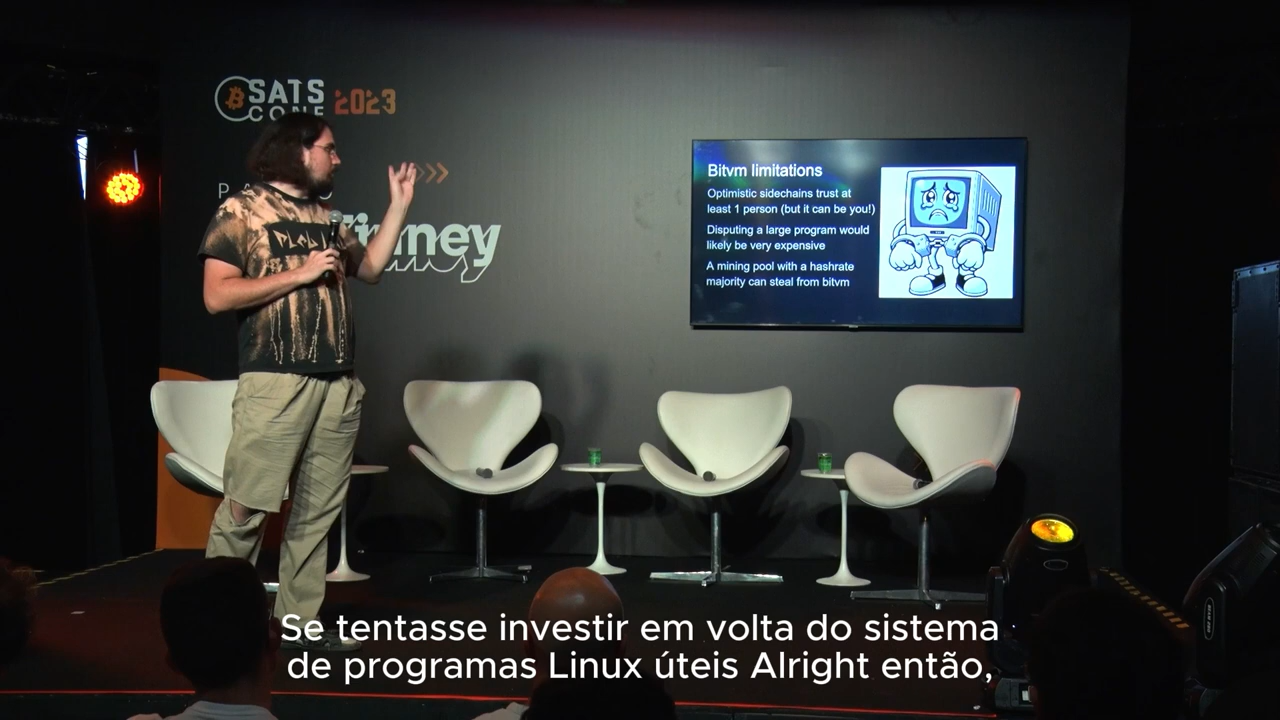 SATS
CONF 2023
Bitvm limitations
Optimistic sidechains trust at
least 1 person (but it can be you!)
Disputing a large program would
likely be very expensive
A mining pool with a hashrate
majority can steal from bitvm
Se tentasse investir em volta do sistema
de programas Linux úteis Alright então,